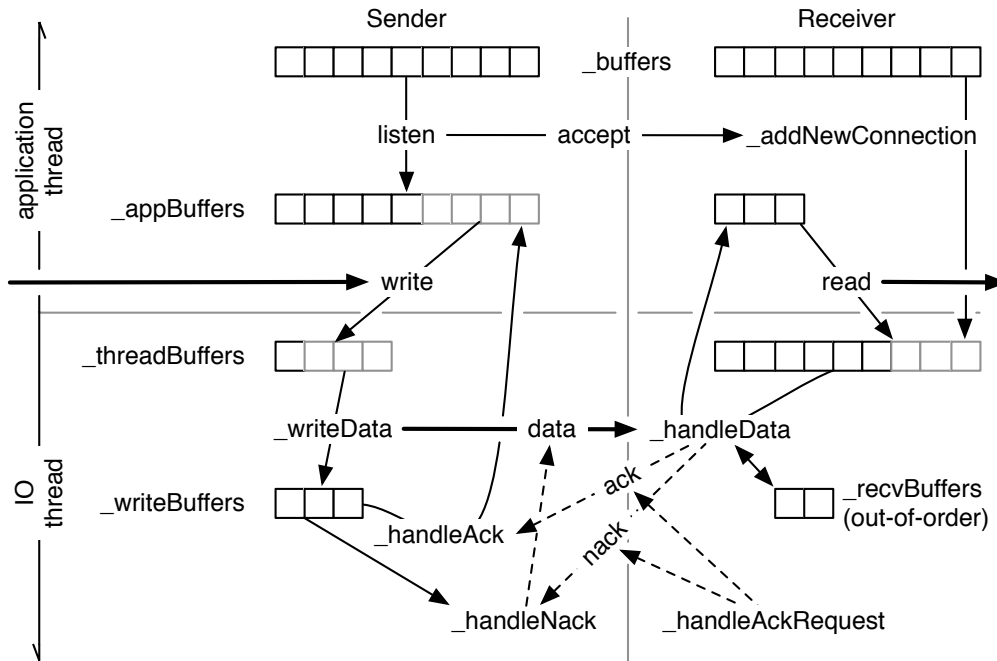 Sender
Receiver
_buffers
application
thread
listen
accept
_addNewConnection
_appBuffers
write
read
_threadBuffers
_writeData
data
_handleData
IO
thread
_writeBuffers
ack
_recvBuffers
(out-of-order)
_handleAck
nack
_handleNack
_handleAckRequest